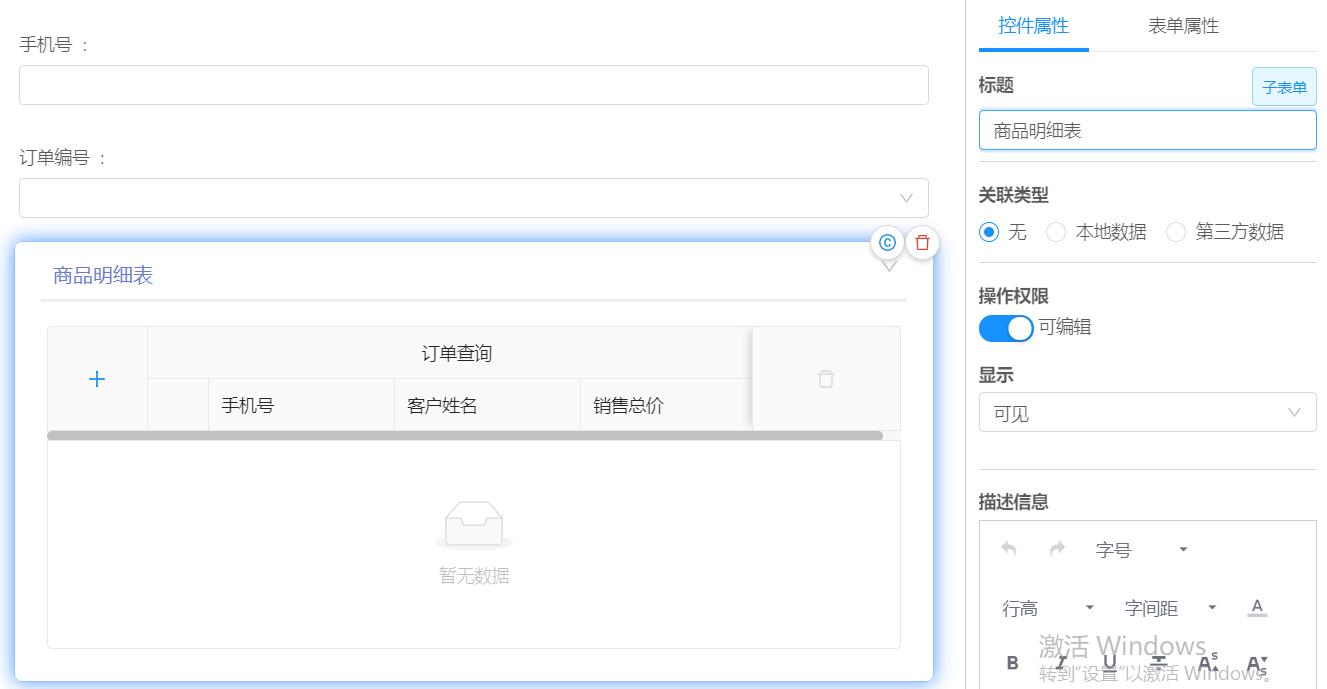 手机号 :
订单编号 :
商品明细表
订单查询
手机号
客户姓名
销售总价
暂无数据
控件属性
表单属性
标题
子表单
商品明细表
关联类型
无
本地数据
第三方数据
操作权限
可编辑
显示
可见
描述信息
字号
行高
字间距
A
B I U A A
激活 Windows
转到“设置”以激活 Windows。